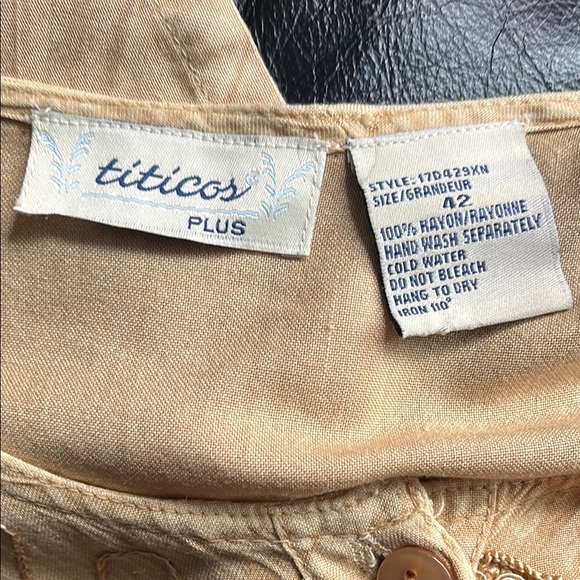 titicos®
PLUS
STYLE: 17D429XN
SIZE/GRANDEUR
42
100% RAYON/RAYONNE
HAND WASH SEPARATELY
COLD WATER
DO NOT BLEACH
HANG TO DRY
IRON 110°